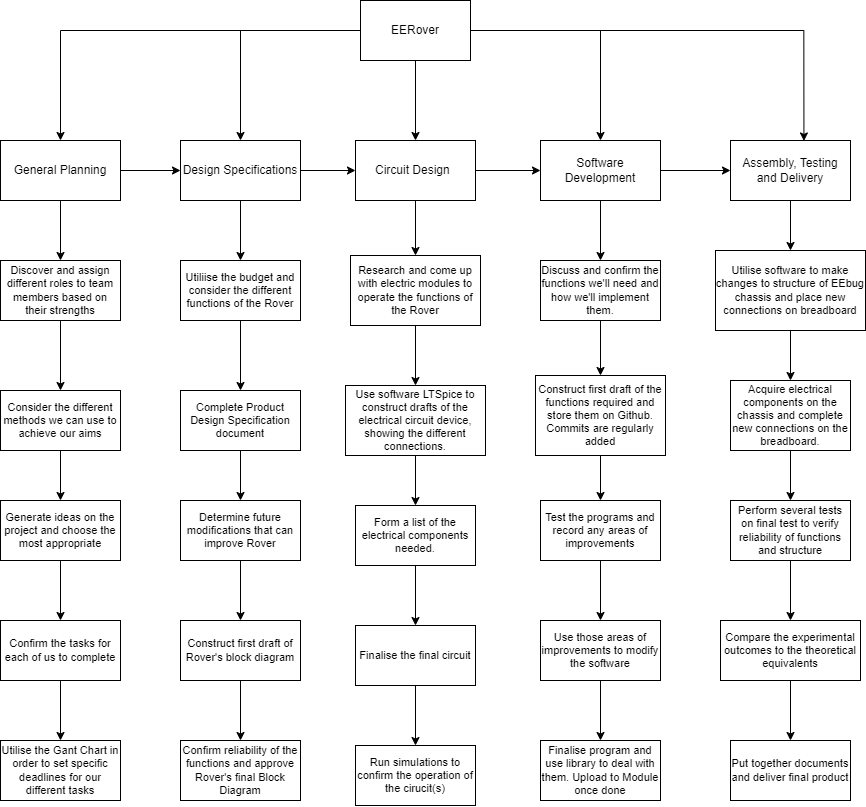 EERover
General Planning
Design Specifications
Circuit Design
Software
Development
Assembly, Testing
and Delivery
Discover and assign
different roles to team
members based on
their strengths
Utiliise the budget and
consider the different
functions of the Rover
Research and come up
with electric modules to
operate the functions of
the Rover
Discuss and confirm the
functions we'll need and
how we'll implement
them.
Utilise software to make
changes to structure of EEbug
chassis and place new
connections on breadboard
Consider the different
methods we can use to
achieve our aims
Complete Product
Design Specification
document
Use software LTSpice to
construct drafts of the
electrical circuit device,
showing the different
connections.
Construct first draft of the
functions required and
store them on Github.
Commits are regularly
added
Acquire electrical
components on the
chassis and complete
new connections on the
breadboard.
Generate ideas on the
project and choose the
most appropriate
Determine future
modifications that can
improve Rover
Form a list of the
electrical components
needed.
Test the programs and
record any areas of
improvements
Perform several tests
on final test to verify
reliability of functions
and structure
Confirm the tasks for
each of us to complete
Construct first draft of
Rover's block diagram
Finalise the final circuit
Use those areas of
improvements to modify
the software
Compare the experimental
outcomes to the theoretical
equivalents
Utilise the Gant Chart in
order to set specific
deadlines for our
different tasks
Confirm reliability of the
functions and approve
Rover's final Block
Diagram
Run simulations to
confirm the operation of
the cirucit(s)
Finalise program and
use library to deal with
them. Upload to Module
once done
Put together documents
and deliver final product